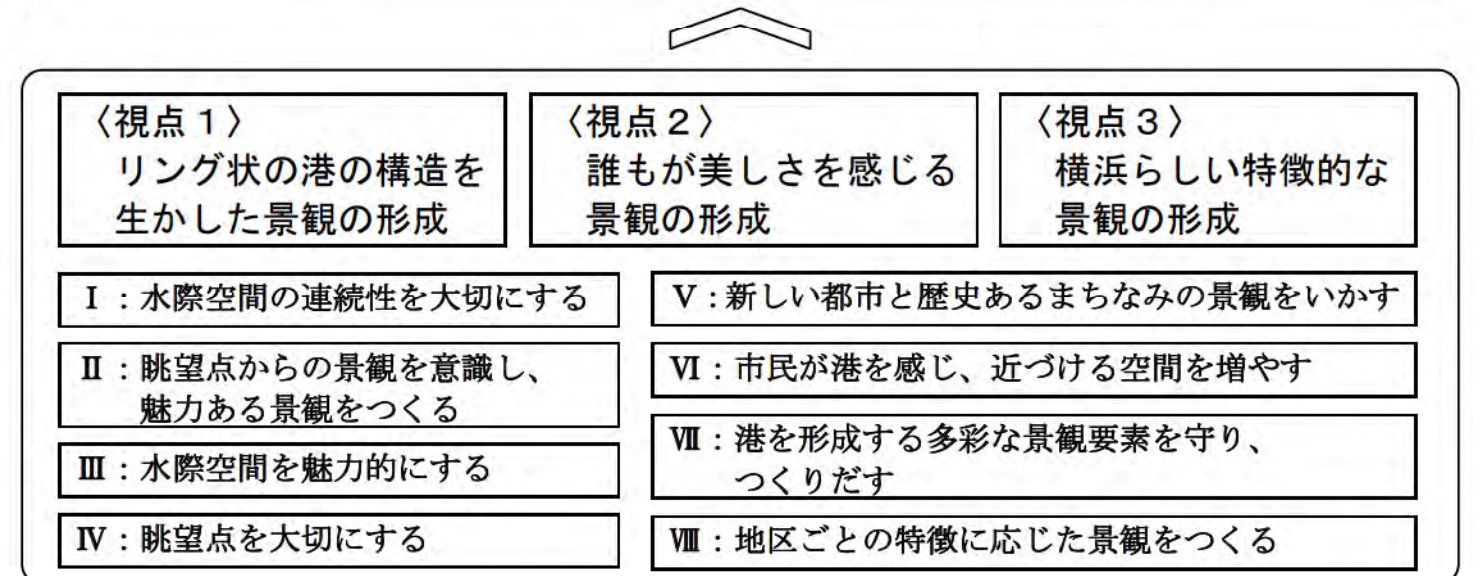 〈視点１〉
リング状の港の構造を
生かした景観の形成
〈視点２〉
誰もが美しさを感じる
景観の形成
〈視点３〉
横浜らしい特徴的な
景観の形成
Ⅰ：水際空間の連続性を大切にする
Ⅱ：眺望点からの景観を意識し、
魅力ある景観をつくる
Ⅲ：水際空間を魅力的にする
Ⅳ：眺望点を大切にする
Ⅴ：新しい都市と歴史あるまちなみの景観をいかす
Ⅵ：市民が港を感じ、近づける空間を増やす
Ⅶ：港を形成する多彩な景観要素を守り、
つくりだす
Ⅷ：地区ごとの特徴に応じた景観をつくる